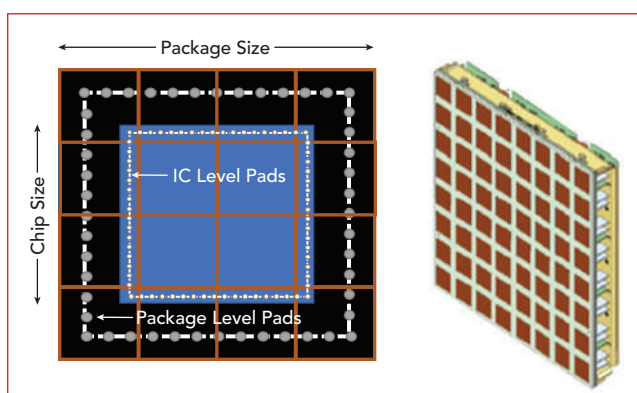 Package Size
Chip Size
IC Level Pads
Package Level Pads